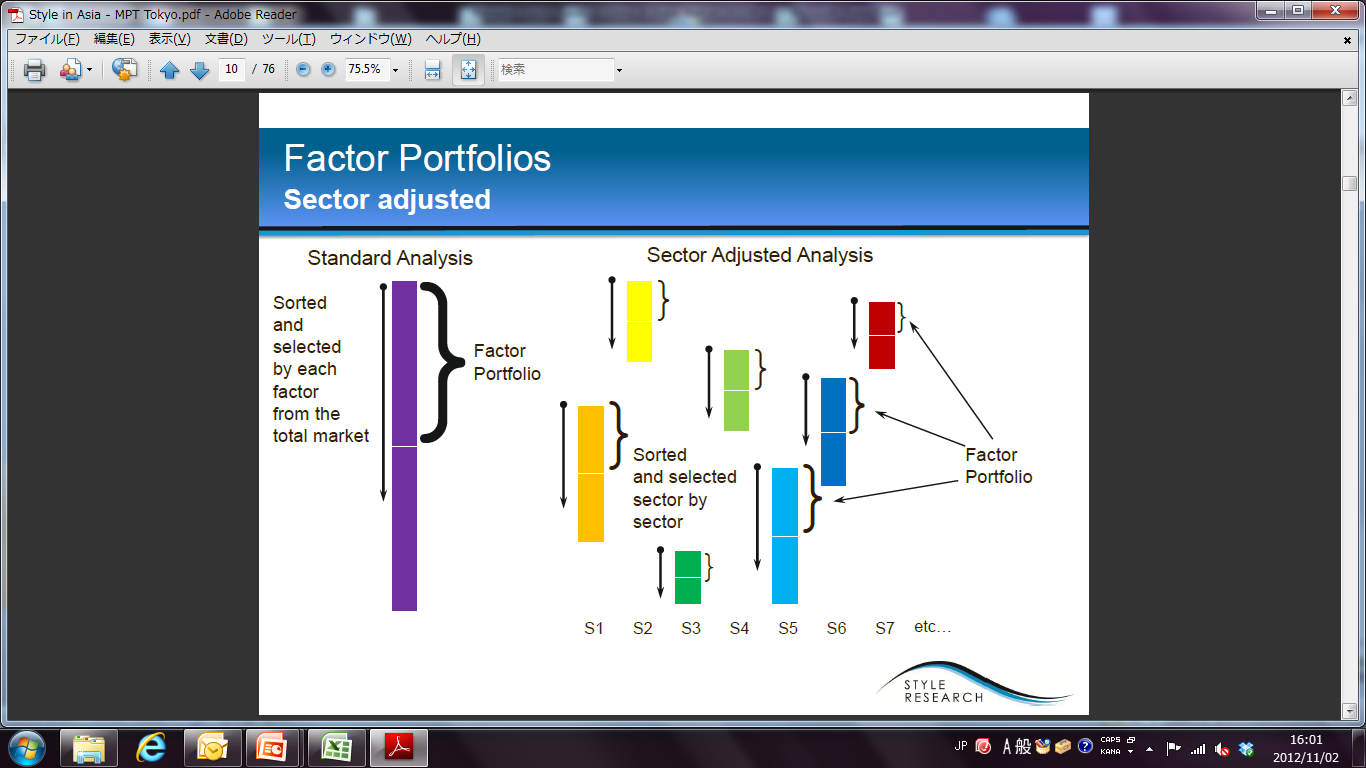 Style in Asia - MPT Tokyo.pdf - Adobe Reader
ファイル(F) 編集(E) 表示(V) 文書(D) ツール(T) ウィンドウ(W) ヘルプ(H)
10 / 76 75.5% 検索
Factor Portfolios
Sector adjusted
Standard Analysis
Sorted
and
selected
by each
factor
from the
total market
Factor
Portfolio
Sector Adjusted Analysis
Sorted
and selected
sector by
sector
Factor
Portfolio
S1 S2 S3 S4 S5 S6 S7 etc...
STYLE
RESEARCH
JP A 般 CAPS KANA
16:01
2012/11/02